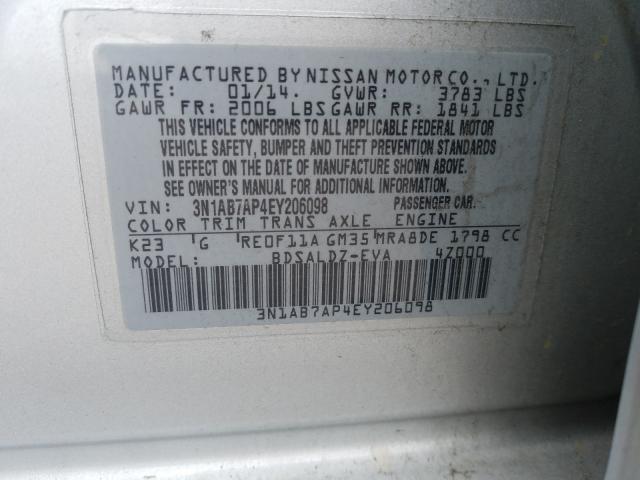 MANUFACTURED BY NISSAN MOTOR CO., LTD.
DATE: 01/14. GVWR: 3783 LBS
GAWR FR: 2006 LBS GAWR RR: 1841 LBS
THIS VEHICLE CONFORMS TO ALL APPLICABLE FEDERAL MOTOR
VEHICLE SAFETY, BUMPER AND THEFT PREVENTION STANDARDS
IN EFFECT ON THE DATE OF MANUFACTURE SHOWN ABOVE.
SEE OWNER'S MANUAL FOR ADDITIONAL INFORMATION
VIN: 3N1AB7AP4EY206098 PASSENGER CAR.
COLOR TRIM TRANS AXLE ENGINE
K23 G RE0F11A GM35 MRA8DE 1798 CC
MODEL: BDSALDZ-EVA 4Z000
3N1AB7AP4EY206098